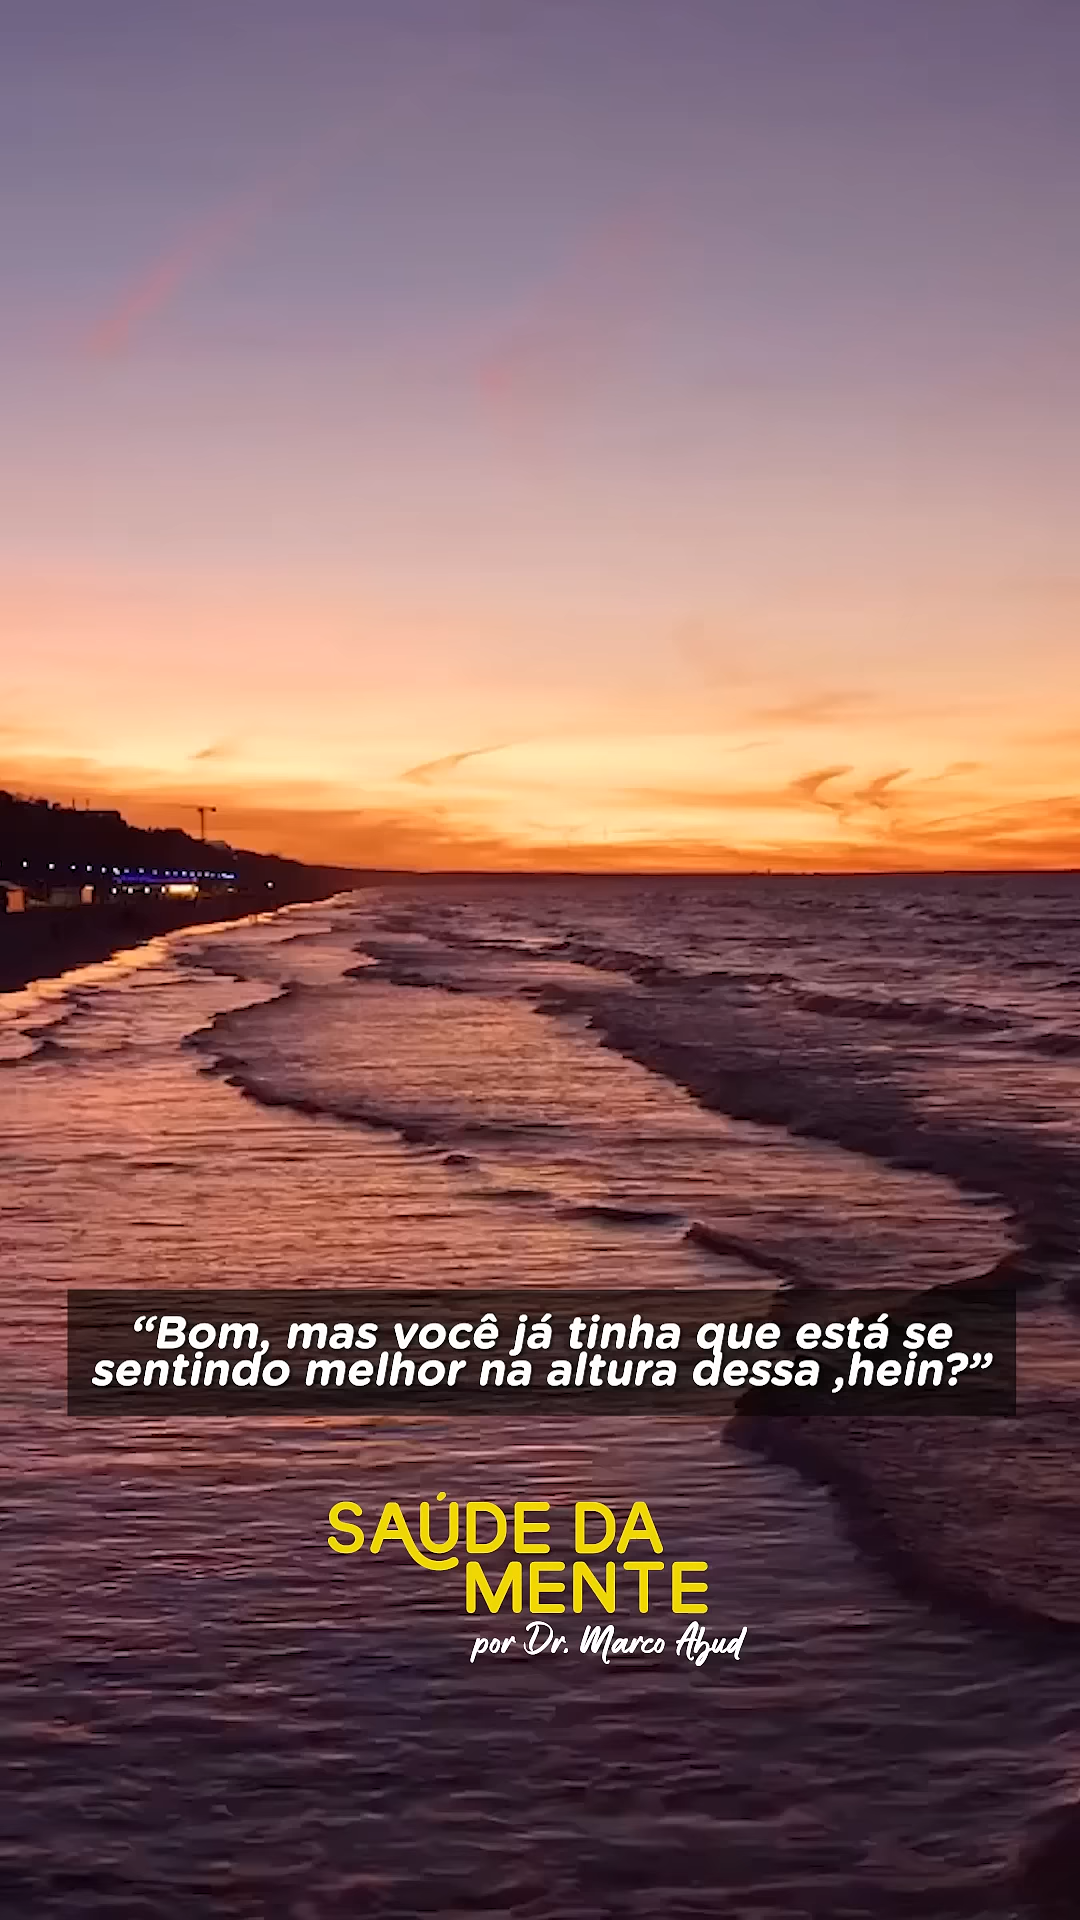 “Bom, mas você já tinha que está se
sentindo melhor na altura dessa ,hein?”
SAÚDE DA
MENTE
por Dr. Marco Abud